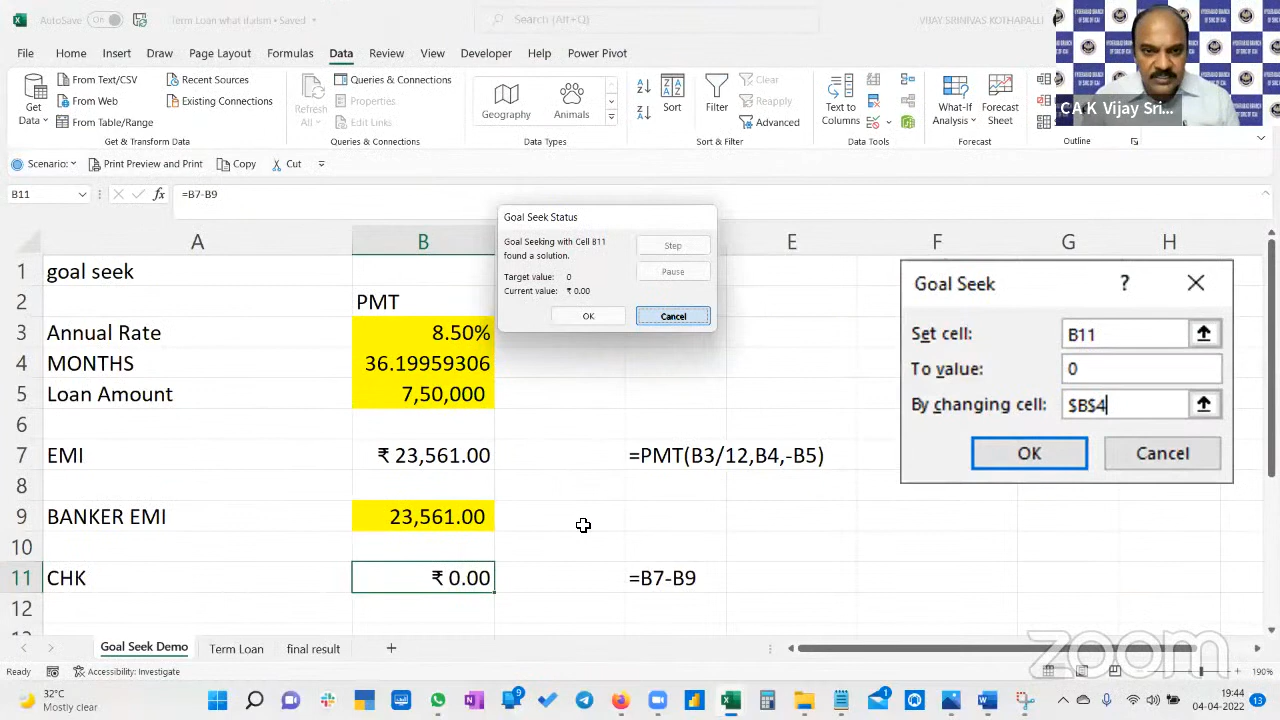 AutoSave Off Term Loan what if.xlsm • Saved Search (Alt+Q) VIJAY SRINIVAS KOTHAPALLI
File Home Insert Draw Page Layout Formulas Data Review View Developer Power Pivot
Get Data
From Text/CSV
From Web
From Table/Range
Recent Sources
Existing Connections
Get & Transform Data
Refresh All
Queries & Connections
Properties
Edit Links
Queries & Connections
Geography Animals
Data Types
Sort Filter
Clear
Reapply
Advanced
Sort & Filter
Text to Columns
Data Tools
What-If Analysis
Forecast Sheet
Forecast
Outline
C A K Vijay Sri...
Scenario: Print Preview and Print Copy Cut
B11 fx =B7-B9
A B E F G H
1 goal seek
2 PMT
3 Annual Rate 8.50%
4 MONTHS 36.19959306
5 Loan Amount 7,50,000
6
7 EMI ₹ 23,561.00 =PMT(B3/12,B4,-B5)
8
9 BANKER EMI 23,561.00
10
11 CHK ₹ 0.00 =B7-B9
12
Goal Seek Status
Goal Seeking with Cell B11
found a solution.
Target value: 0
Current value: ₹ 0.00
Step
Pause
OK Cancel
Goal Seek ? ×
Set cell: B11
To value: 0
By changing cell: $B$4
OK Cancel
zoom
Goal Seek Demo Term Loan final result +
Ready Accessibility: Investigate 190%
32°C
Mostly clear
9
1
19:44
04-04-2022
13